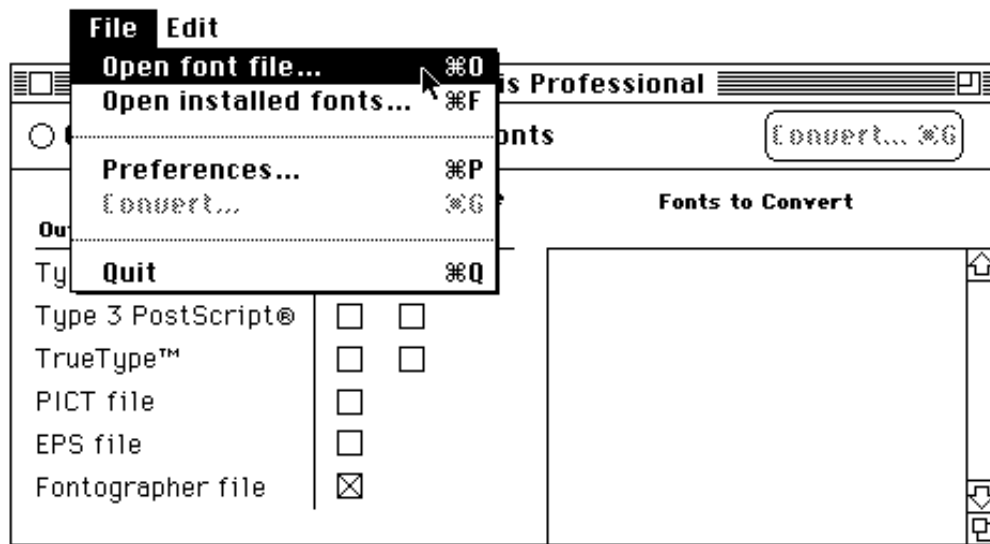 File Edit
Open font file... ⌘O
is Professional
Open installed fonts... ⌘F
onts
Convert... ⌘G
Preferences... ⌘P
Convert... ⌘G
Fonts to Convert
Ou
Quit ⌘Q
Ty
Type 3 PostScript®
TrueType™
PICT file
EPS file
Fontographer file